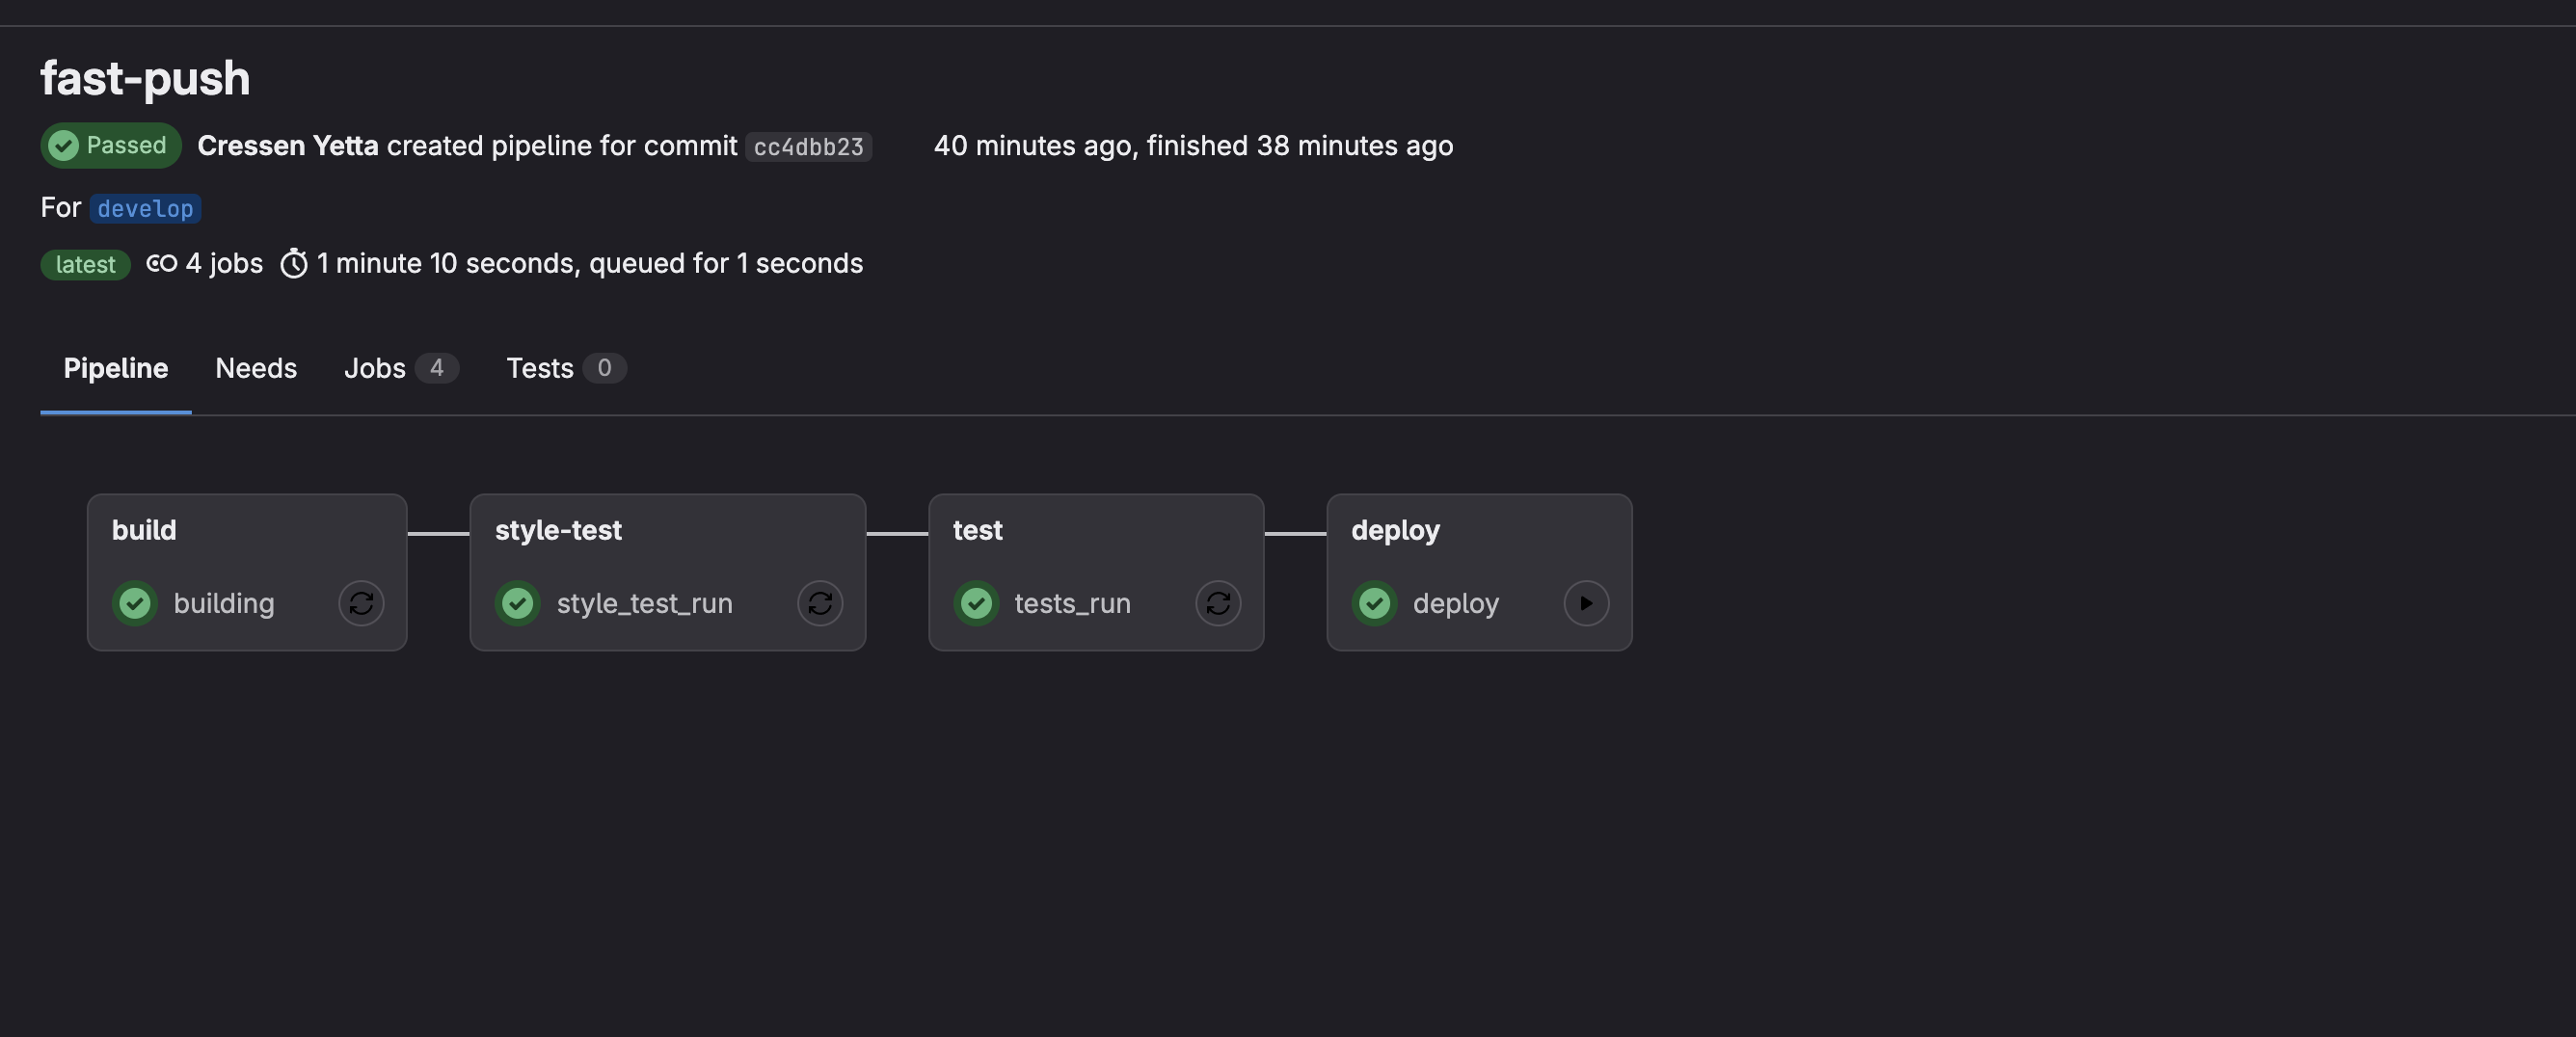 fast-push
Passed Cressen Yetta created pipeline for commit cc4dbb23 40 minutes ago, finished 38 minutes ago
For develop
latest 4 jobs 1 minute 10 seconds, queued for 1 seconds
Pipeline Needs Jobs 4 Tests 0
build style-test test deploy
building style_test_run tests_run deploy